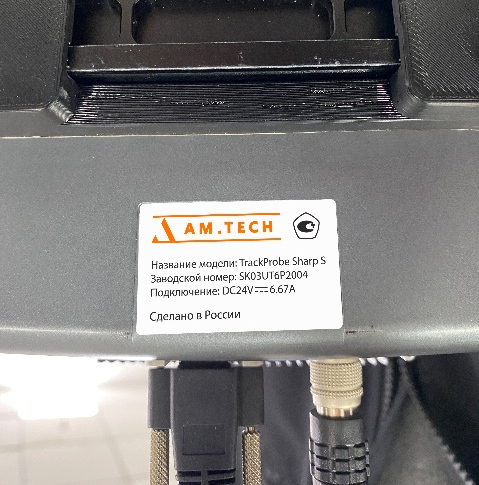 AM.TECH
Название модели: TrackProbe Sharp S
Заводской номер: SK03UT6P2004
Подключение: DC24V⎓6.67A
Сделано в России